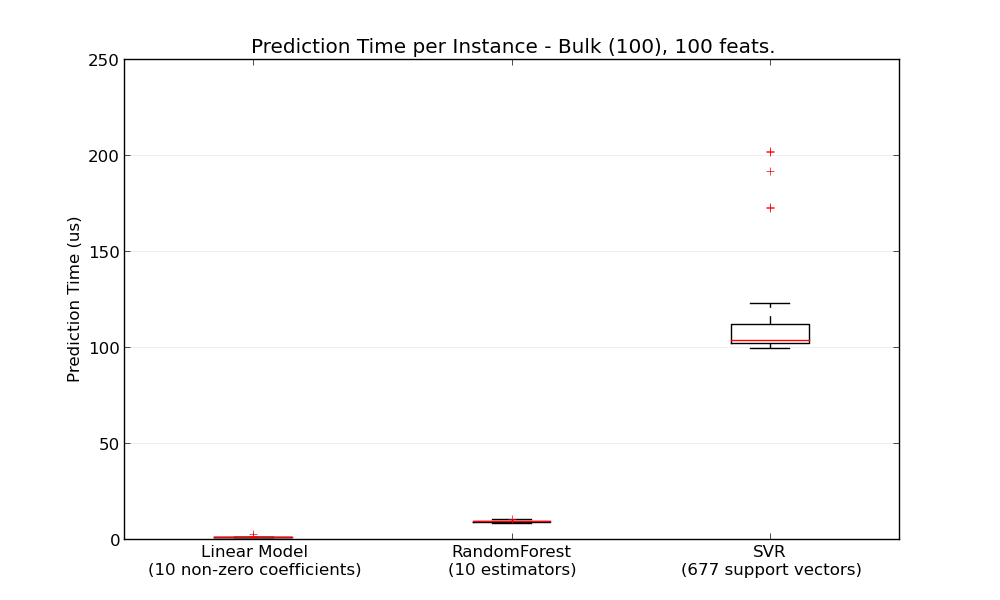 Prediction Time per Instance - Bulk (100), 100 feats.
250
200
150
100
50
0
Prediction Time (us)
Linear Model
(10 non-zero coefficients)
RandomForest
(10 estimators)
SVR
(677 support vectors)